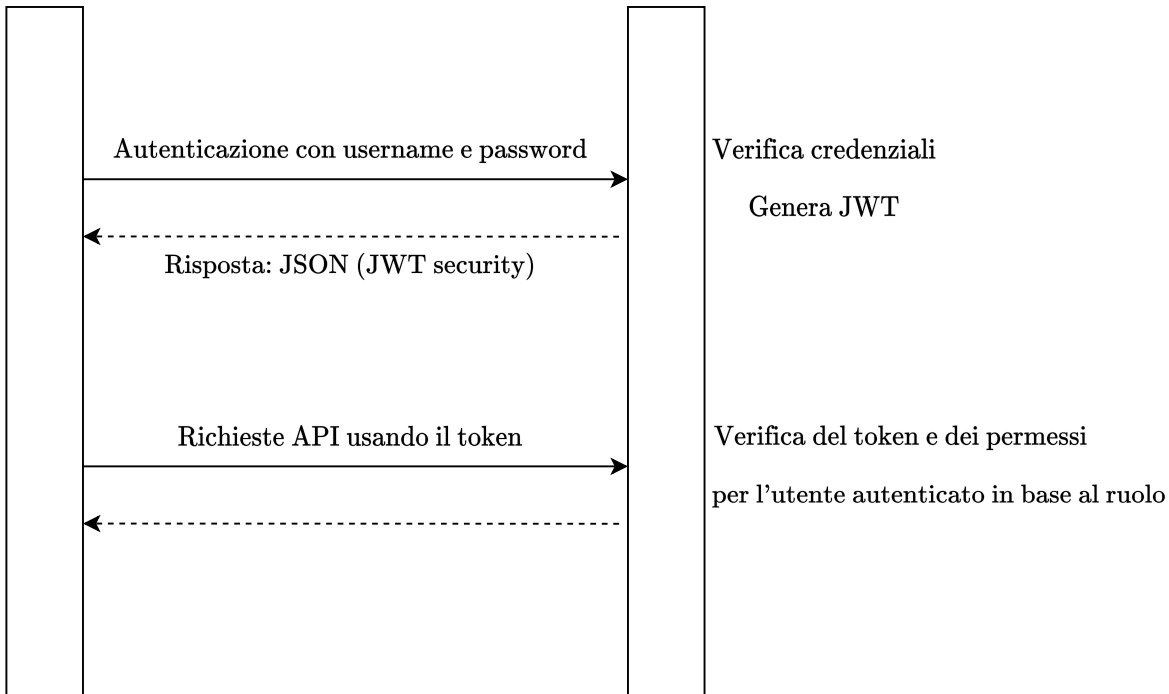 Autenticazione con username e password
Verifica credenziali
Genera JWT
Risposta: JSON (JWT security)
Richieste API usando il token
Verifica del token e dei permessi
per l'utente autenticato in base al ruolo